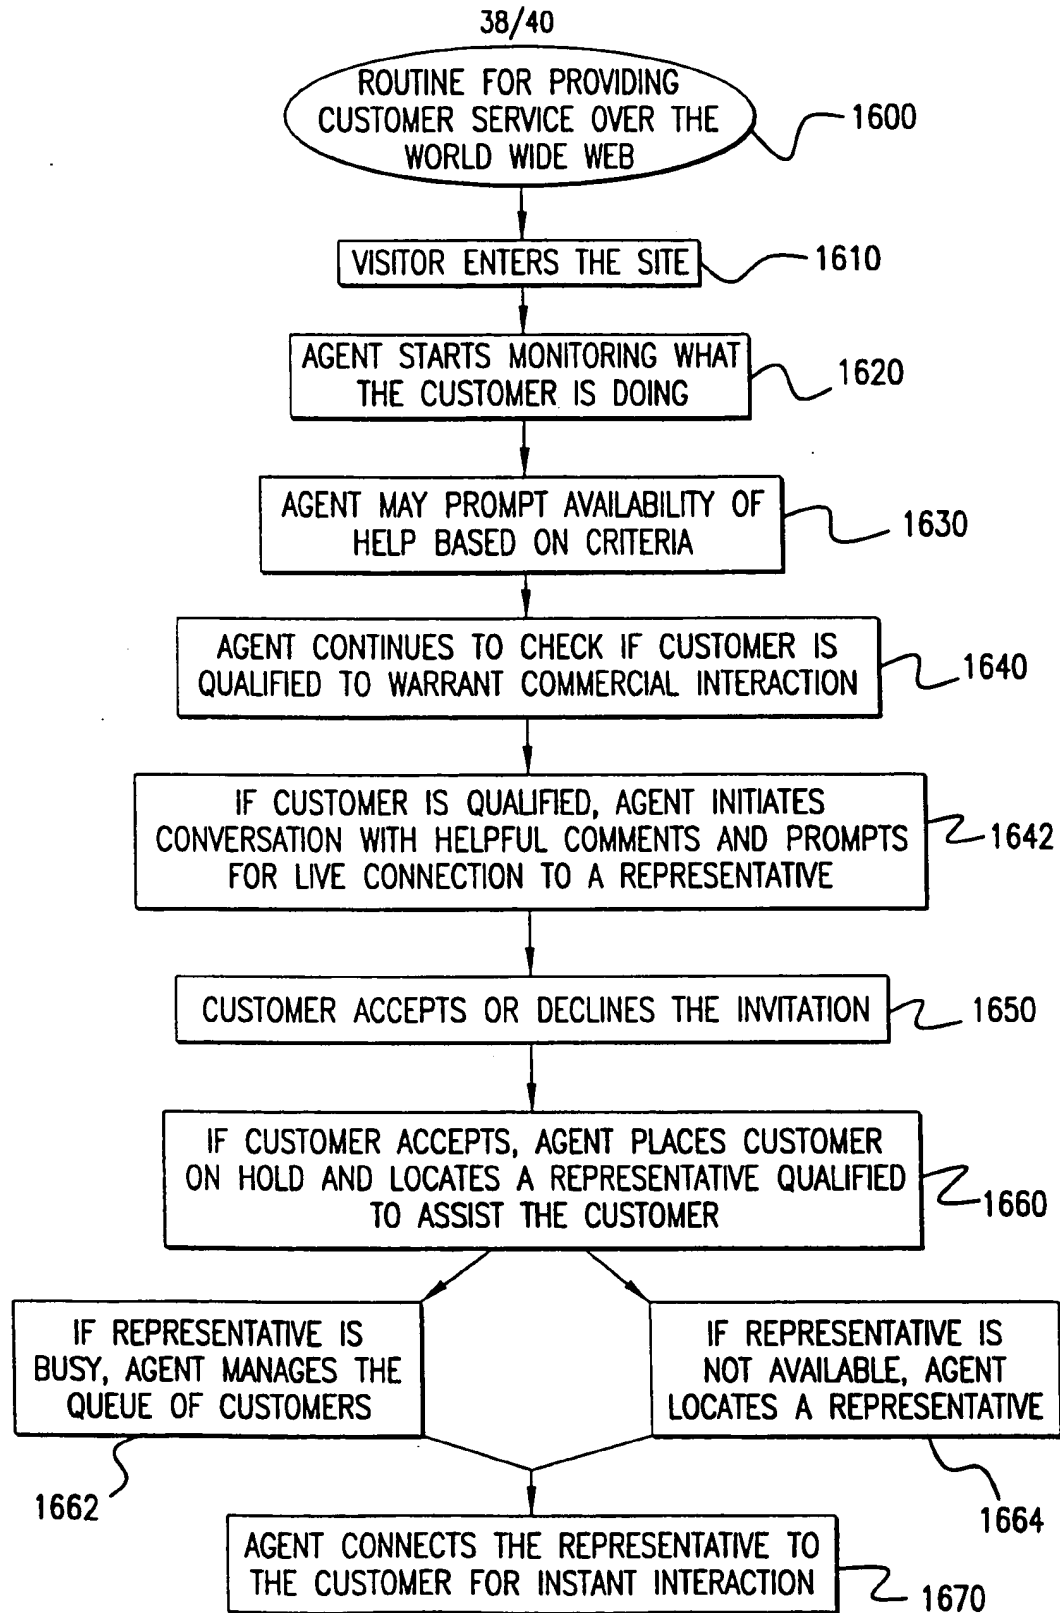 38/40
ROUTINE FOR PROVIDING
CUSTOMER SERVICE OVER THE
WORLD WIDE WEB
1600
VISITOR ENTERS THE SITE
1610
AGENT STARTS MONITORING WHAT
THE CUSTOMER IS DOING
1620
AGENT MAY PROMPT AVAILABILITY OF
HELP BASED ON CRITERIA
1630
AGENT CONTINUES TO CHECK IF CUSTOMER IS
QUALIFIED TO WARRANT COMMERCIAL INTERACTION
1640
IF CUSTOMER IS QUALIFIED, AGENT INITIATES
CONVERSATION WITH HELPFUL COMMENTS AND PROMPTS
FOR LIVE CONNECTION TO A REPRESENTATIVE
1642
CUSTOMER ACCEPTS OR DECLINES THE INVITATION
1650
IF CUSTOMER ACCEPTS, AGENT PLACES CUSTOMER
ON HOLD AND LOCATES A REPRESENTATIVE QUALIFIED
TO ASSIST THE CUSTOMER
1660
IF REPRESENTATIVE IS
BUSY, AGENT MANAGES THE
QUEUE OF CUSTOMERS
1662
IF REPRESENTATIVE IS
NOT AVAILABLE, AGENT
LOCATES A REPRESENTATIVE
1664
AGENT CONNECTS THE REPRESENTATIVE TO
THE CUSTOMER FOR INSTANT INTERACTION
1670